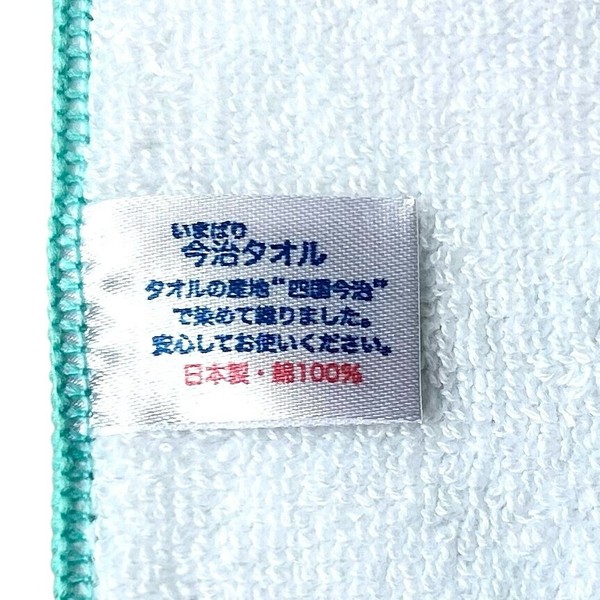 いまばり
今治タオル
タオルの産地“四国今治”
で染めて織りました。
安心してお使いください。
日本製・綿100%